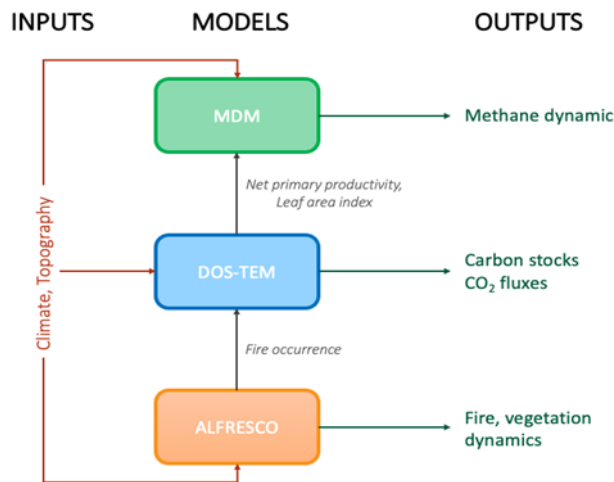 INPUTS
MODELS
OUTPUTS
MDM
Methane dynamic
Net primary productivity,
Leaf area index
Climate, Topography
DOS-TEM
Carbon stocks
CO₂ fluxes
Fire occurrence
ALFRESCO
Fire, vegetation
dynamics